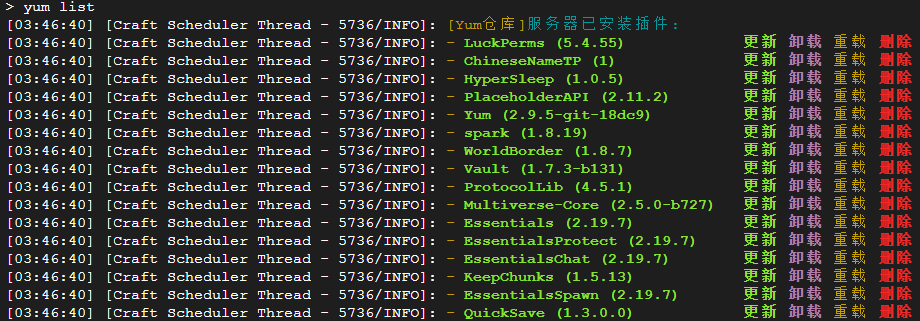 > yum list
[03:46:40] [Craft Scheduler Thread - 5736/INFO]: [Yum仓库]服务器已安装插件:
[03:46:40] [Craft Scheduler Thread - 5736/INFO]: - LuckPerms (5.4.55) 更新 卸载 重载 删除
[03:46:40] [Craft Scheduler Thread - 5736/INFO]: - ChineseNameTP (1) 更新 卸载 重载 删除
[03:46:40] [Craft Scheduler Thread - 5736/INFO]: - HyperSleep (1.0.5) 更新 卸载 重载 删除
[03:46:40] [Craft Scheduler Thread - 5736/INFO]: - PlaceholderAPI (2.11.2) 更新 卸载 重载 删除
[03:46:40] [Craft Scheduler Thread - 5736/INFO]: - Yum (2.9.5-git-18dc9) 更新 卸载 重载 删除
[03:46:40] [Craft Scheduler Thread - 5736/INFO]: - spark (1.8.19) 更新 卸载 重载 删除
[03:46:40] [Craft Scheduler Thread - 5736/INFO]: - WorldBorder (1.8.7) 更新 卸载 重载 删除
[03:46:40] [Craft Scheduler Thread - 5736/INFO]: - Vault (1.7.3-b131) 更新 卸载 重载 删除
[03:46:40] [Craft Scheduler Thread - 5736/INFO]: - ProtocolLib (4.5.1) 更新 卸载 重载 删除
[03:46:40] [Craft Scheduler Thread - 5736/INFO]: - Multiverse-Core (2.5.0-b727) 更新 卸载 重载 删除
[03:46:40] [Craft Scheduler Thread - 5736/INFO]: - Essentials (2.19.7) 更新 卸载 重载 删除
[03:46:40] [Craft Scheduler Thread - 5736/INFO]: - EssentialsProtect (2.19.7) 更新 卸载 重载 删除
[03:46:40] [Craft Scheduler Thread - 5736/INFO]: - EssentialsChat (2.19.7) 更新 卸载 重载 删除
[03:46:40] [Craft Scheduler Thread - 5736/INFO]: - KeepChunks (1.5.13) 更新 卸载 重载 删除
[03:46:40] [Craft Scheduler Thread - 5736/INFO]: - EssentialsSpawn (2.19.7) 更新 卸载 重载 删除
[03:46:40] [Craft Scheduler Thread - 5736/INFO]: - QuickSave (1.3.0.0) 更新 卸载 重载 删除